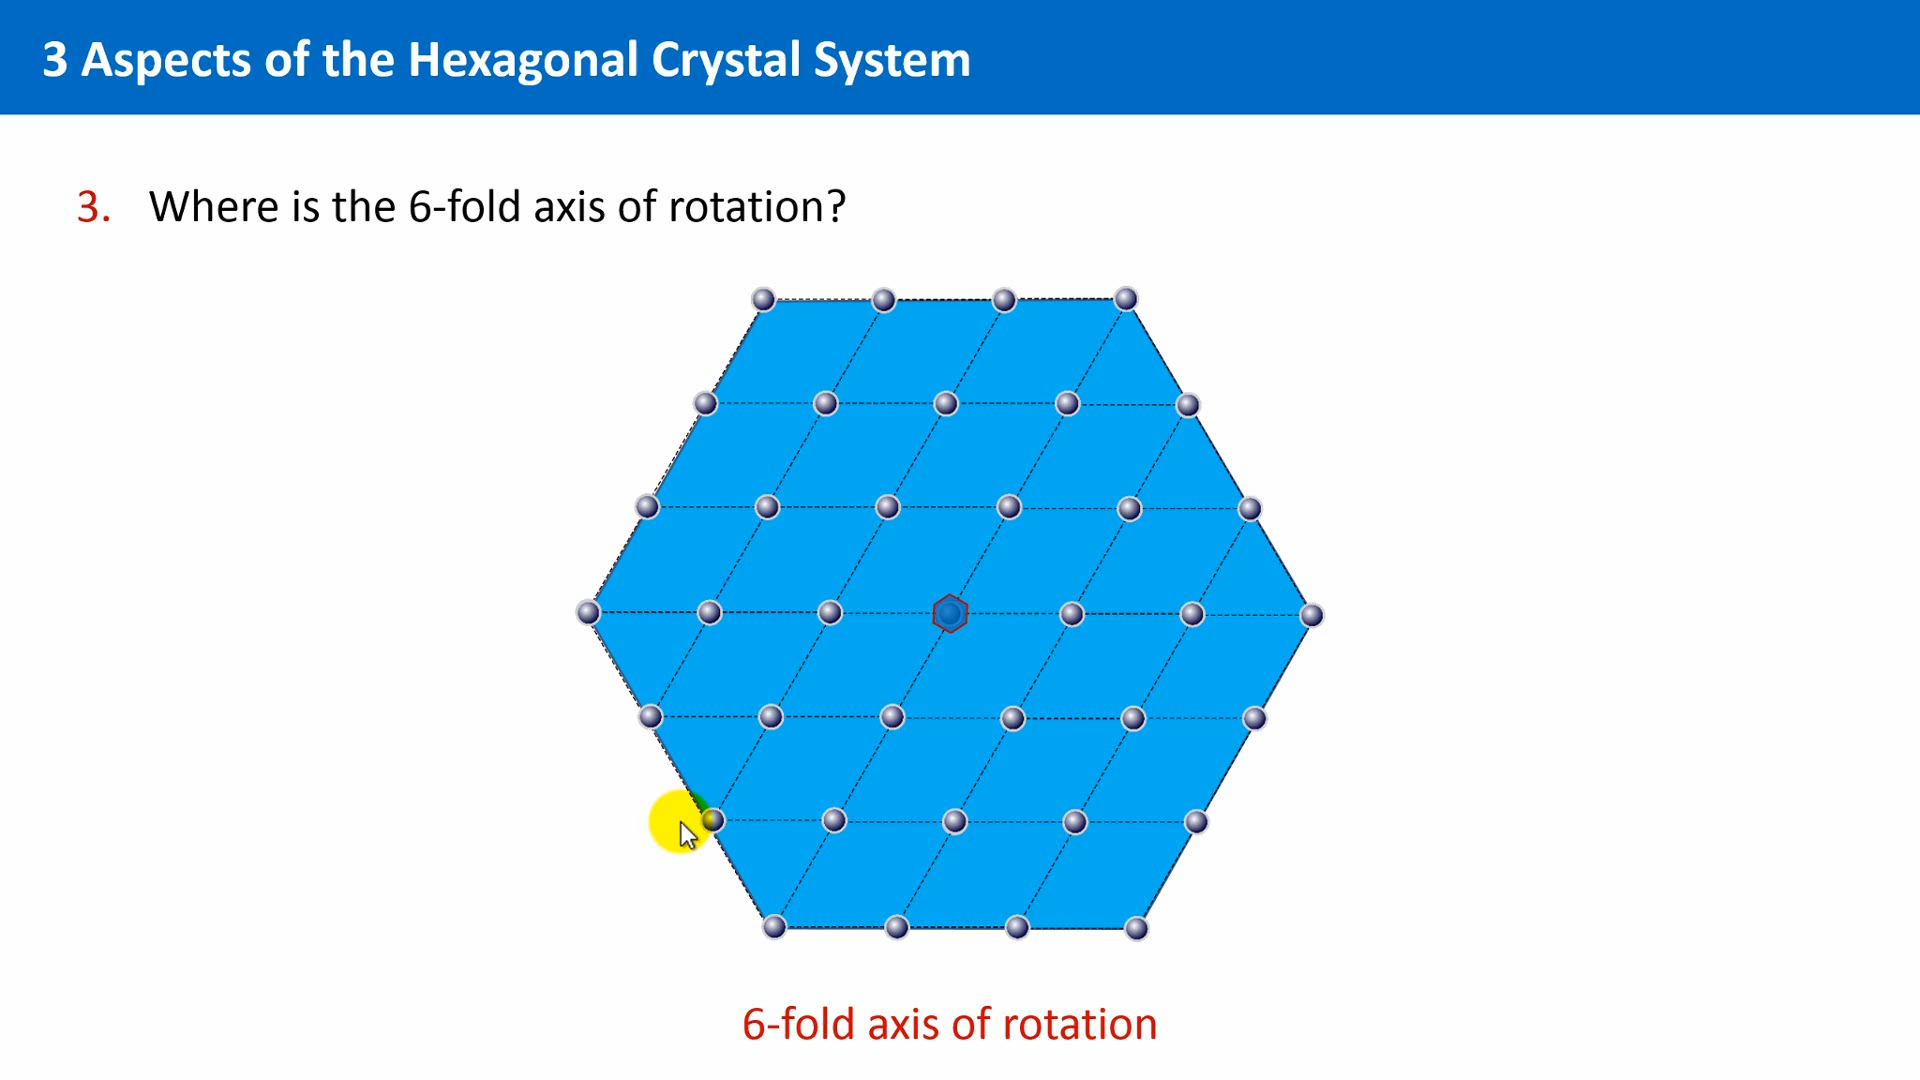 3 Aspects of the Hexagonal Crystal System
3. Where is the 6-fold axis of rotation?
6-fold axis of rotation